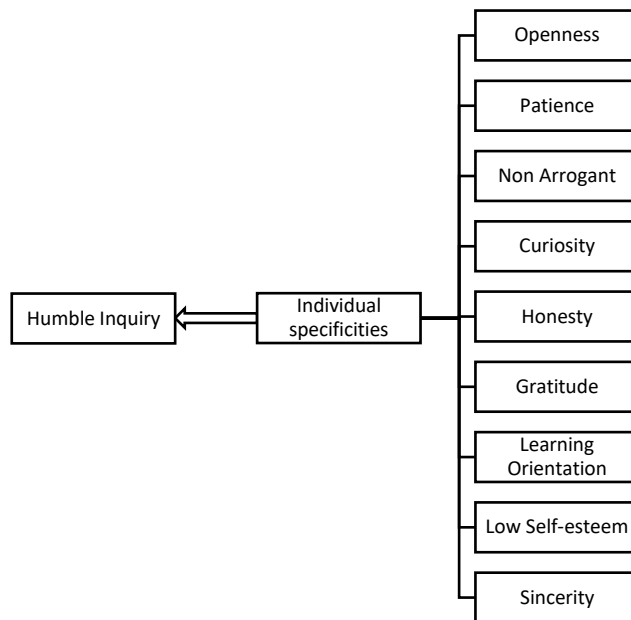 Openness
Patience
Non Arrogant
Curiosity
Humble Inquiry
Individual
specificities
Honesty
Gratitude
Learning
Orientation
Low Self-esteem
Sincerity